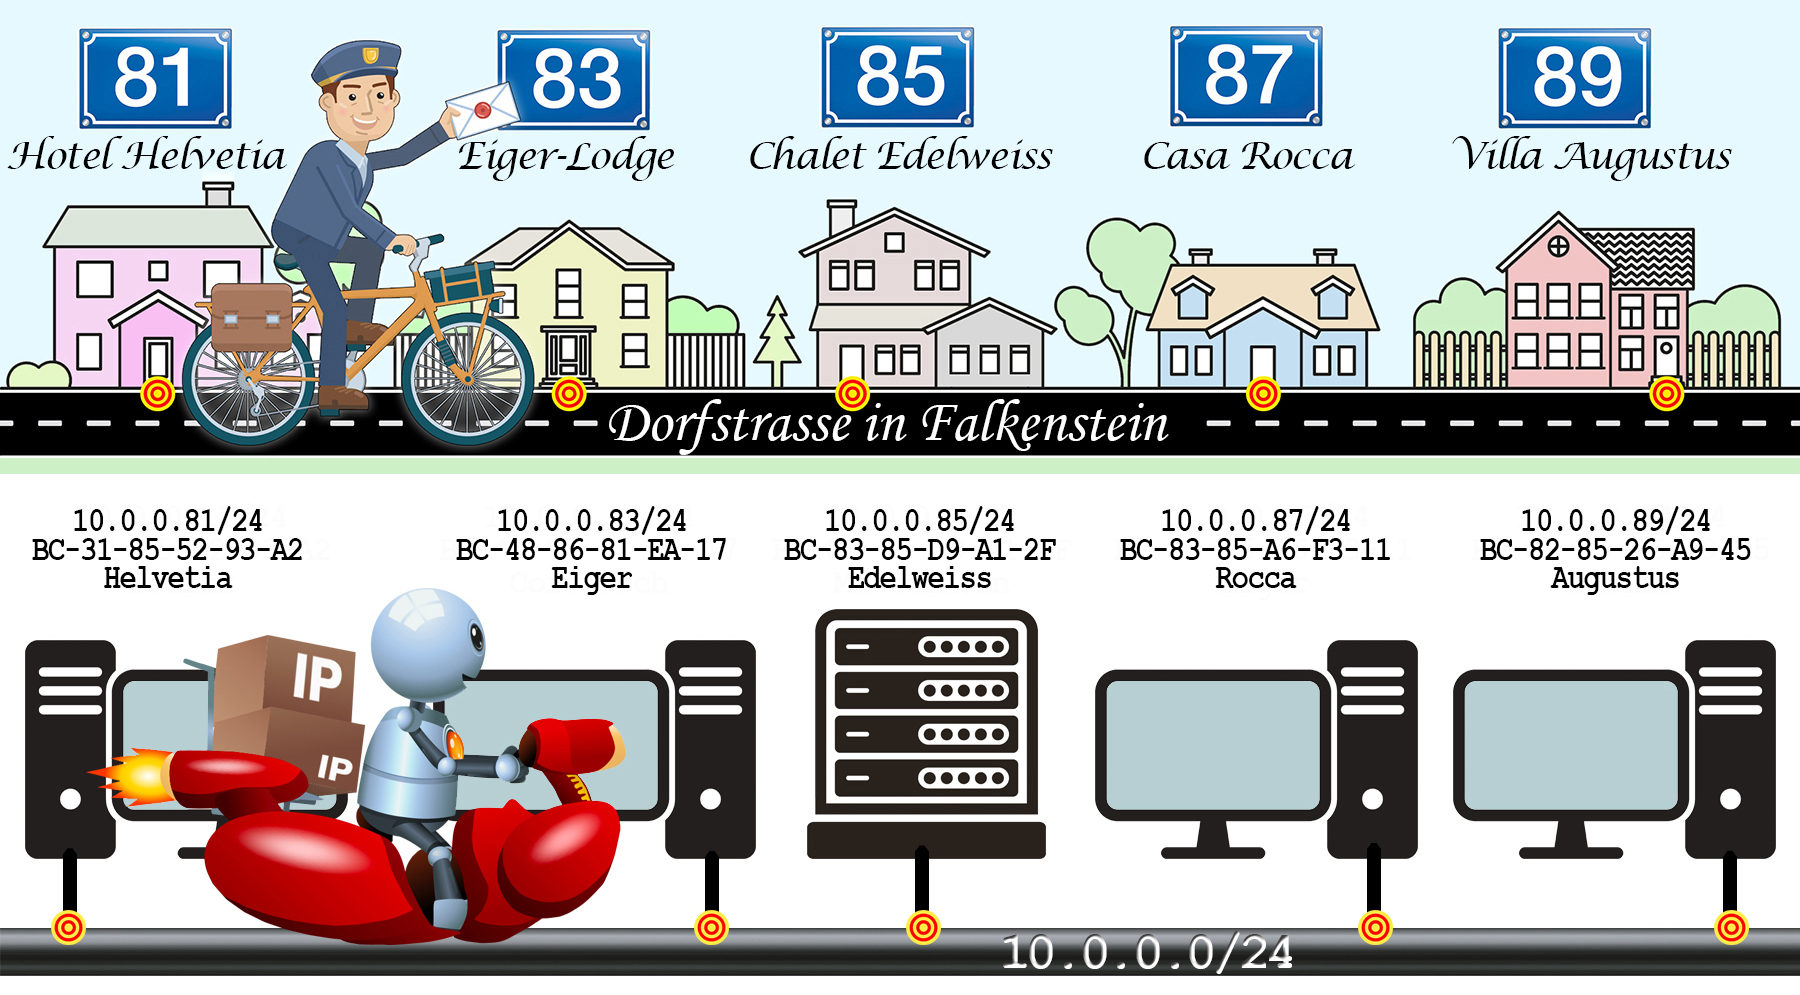 81
83
85
87
89
Hotel Helvetia
Eiger-Lodge
Chalet Edelweiss
Casa Rocca
Villa Augustus
Dorfstrasse in Falkenstein
10.0.0.81/24
BC-31-85-52-93-A2
Helvetia
10.0.0.83/24
BC-48-86-81-EA-17
Eiger
10.0.0.85/24
BC-83-85-D9-A1-2F
Edelweiss
10.0.0.87/24
BC-83-85-A6-F3-11
Rocca
10.0.0.89/24
BC-82-85-26-A9-45
Augustus
IP
IP
10.0.0.0/24